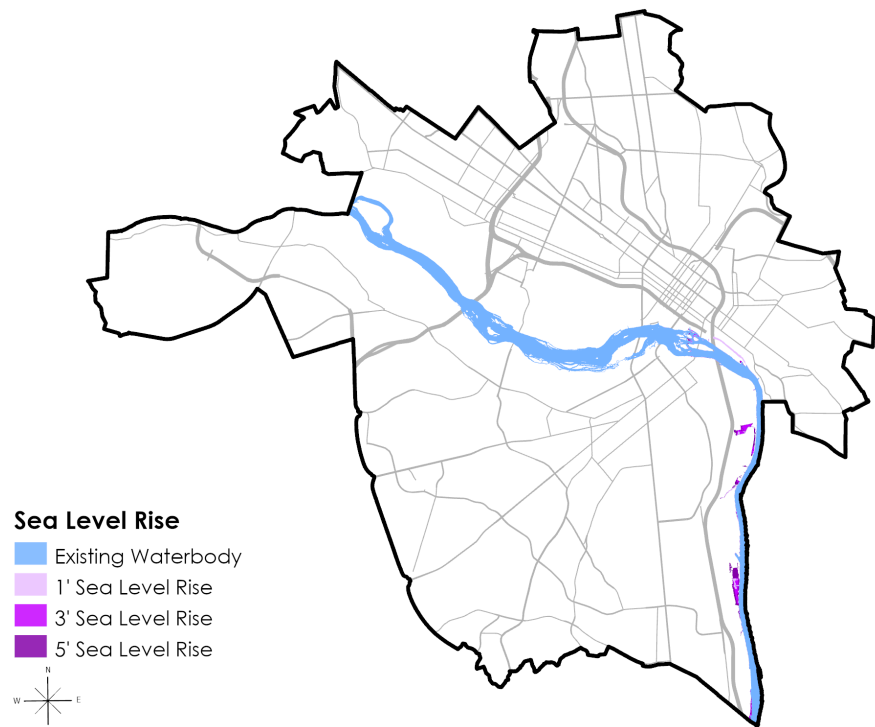 Sea Level Rise
Existing Waterbody
1' Sea Level Rise
3' Sea Level Rise
5' Sea Level Rise
N
W E
S